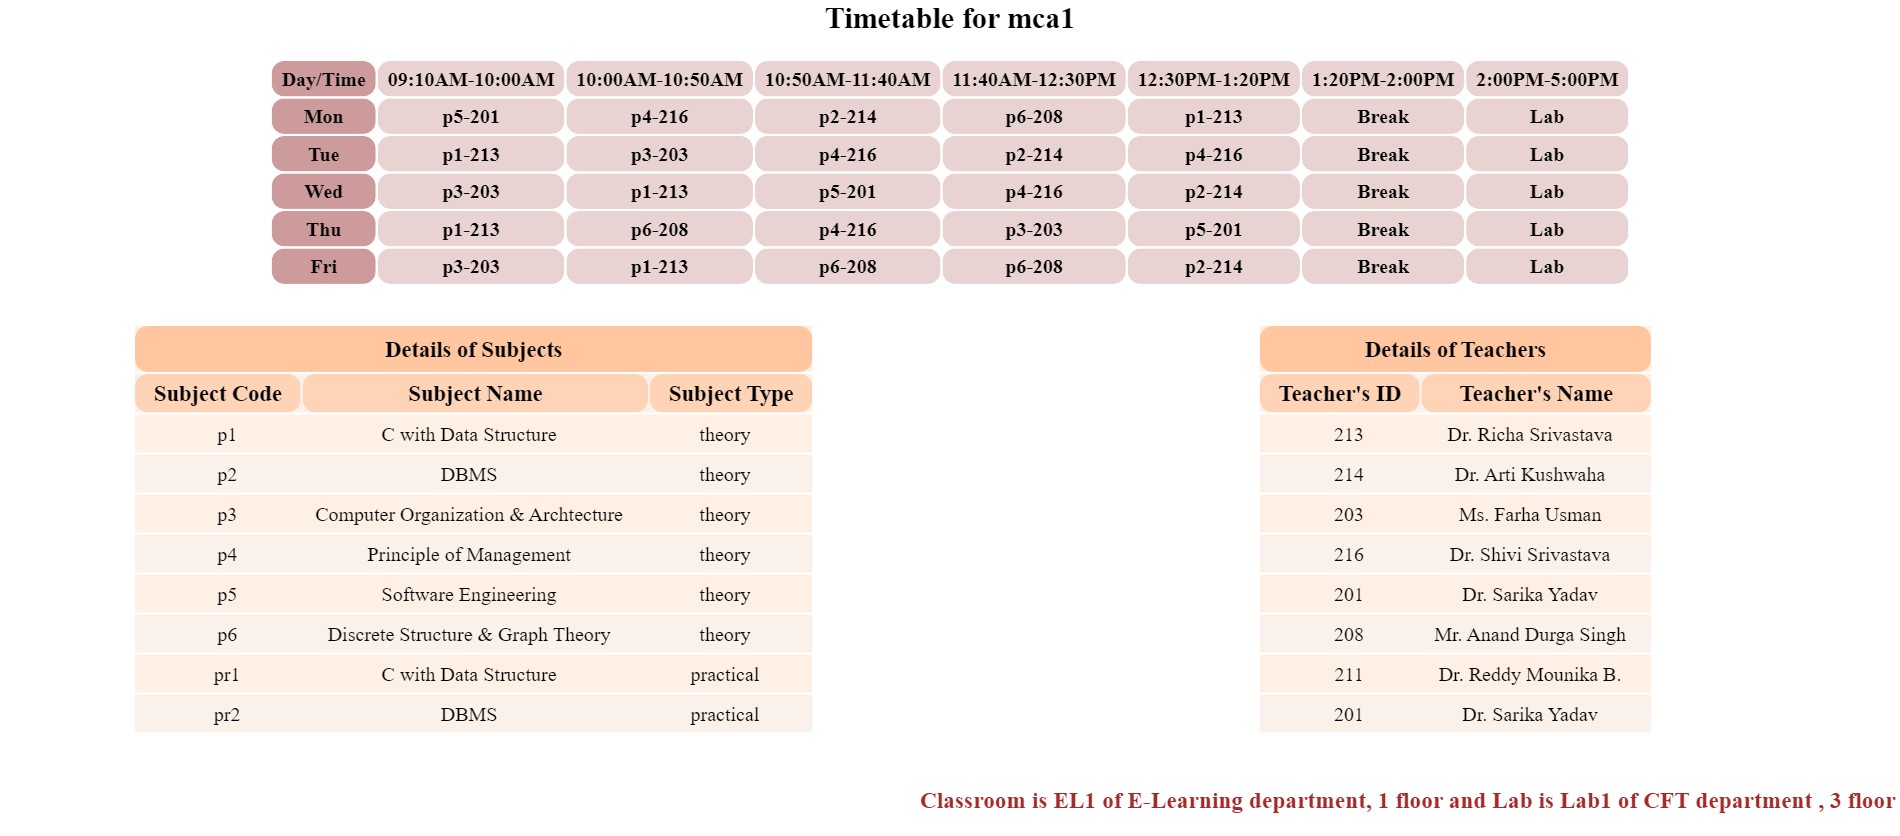 Timetable for mca1
Day/Time 09:10AM-10:00AM 10:00AM-10:50AM 10:50AM-11:40AM 11:40AM-12:30PM 12:30PM-1:20PM 1:20PM-2:00PM 2:00PM-5:00PM
Mon p5-201 p4-216 p2-214 p6-208 p1-213 Break Lab
Tue p1-213 p3-203 p4-216 p2-214 p4-216 Break Lab
Wed p3-203 p1-213 p5-201 p4-216 p2-214 Break Lab
Thu p1-213 p6-208 p4-216 p3-203 p5-201 Break Lab
Fri p3-203 p1-213 p6-208 p6-208 p2-214 Break Lab
Details of Subjects
Subject Code Subject Name Subject Type
p1 C with Data Structure theory
p2 DBMS theory
p3 Computer Organization & Archtecture theory
p4 Principle of Management theory
p5 Software Engineering theory
p6 Discrete Structure & Graph Theory theory
pr1 C with Data Structure practical
pr2 DBMS practical
Details of Teachers
Teacher's ID Teacher's Name
213 Dr. Richa Srivastava
214 Dr. Arti Kushwaha
203 Ms. Farha Usman
216 Dr. Shivi Srivastava
201 Dr. Sarika Yadav
208 Mr. Anand Durga Singh
211 Dr. Reddy Mounika B.
201 Dr. Sarika Yadav
Classroom is EL1 of E-Learning department, 1 floor and Lab is Lab1 of CFT department , 3 floor